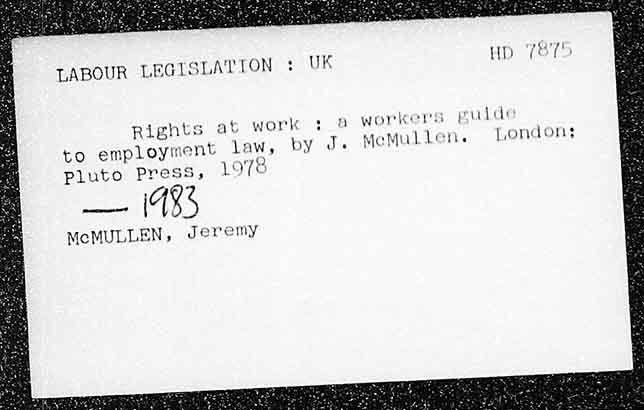 LABOUR LEGISLATION : UK HD 7875
Rights at work : a workers guide
to employment law, by J. McMullen. London:
Pluto Press, 1978
— 1983
McMULLEN, Jeremy